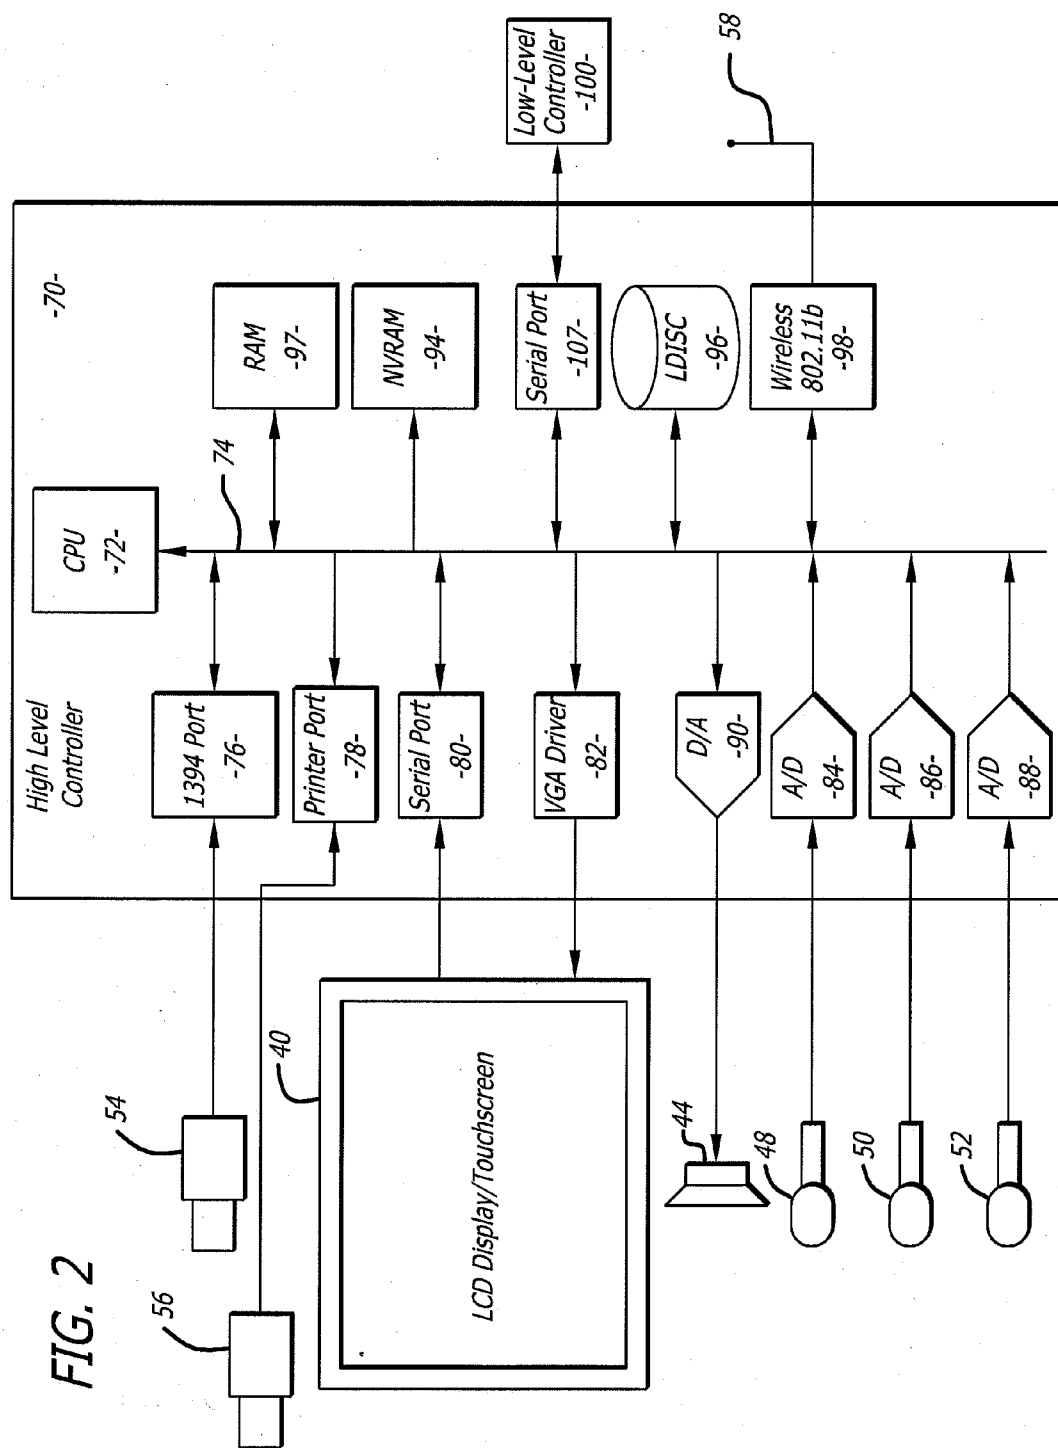 FIG. 2
High Level
Controller
-70-
CPU
-72-
74
1394 Port
-76-
Printer Port
-78-
Serial Port
-80-
VGA Driver
-82-
D/A
-90-
A/D
-84-
A/D
-86-
A/D
-88-
RAM
-97-
NVRAM
-94-
Serial Port
-107-
LDISC
-96-
Wireless
802.11b
-98-
Low-Level
Controller
-100-
58
54
56
40
LCD Display/Touchscreen
44
48
50
52